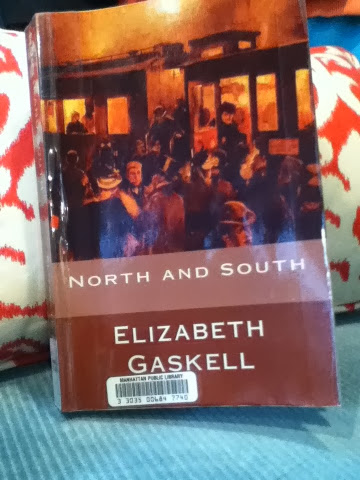 NORTH AND SOUTH
ELIZABETH
GASKELL
MANHATTAN PUBLIC LIBRARY
3 3035 00684 7740